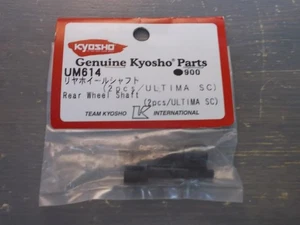 KYOSHO
Genuine Kyosho Parts
UM614 ●900
リヤホイールシャフト
(2pcs/ULTIMA SC)
Rear Wheel Shaft
(2pcs/ULTIMA SC)
TEAM KYOSHO K INTERNATIONAL